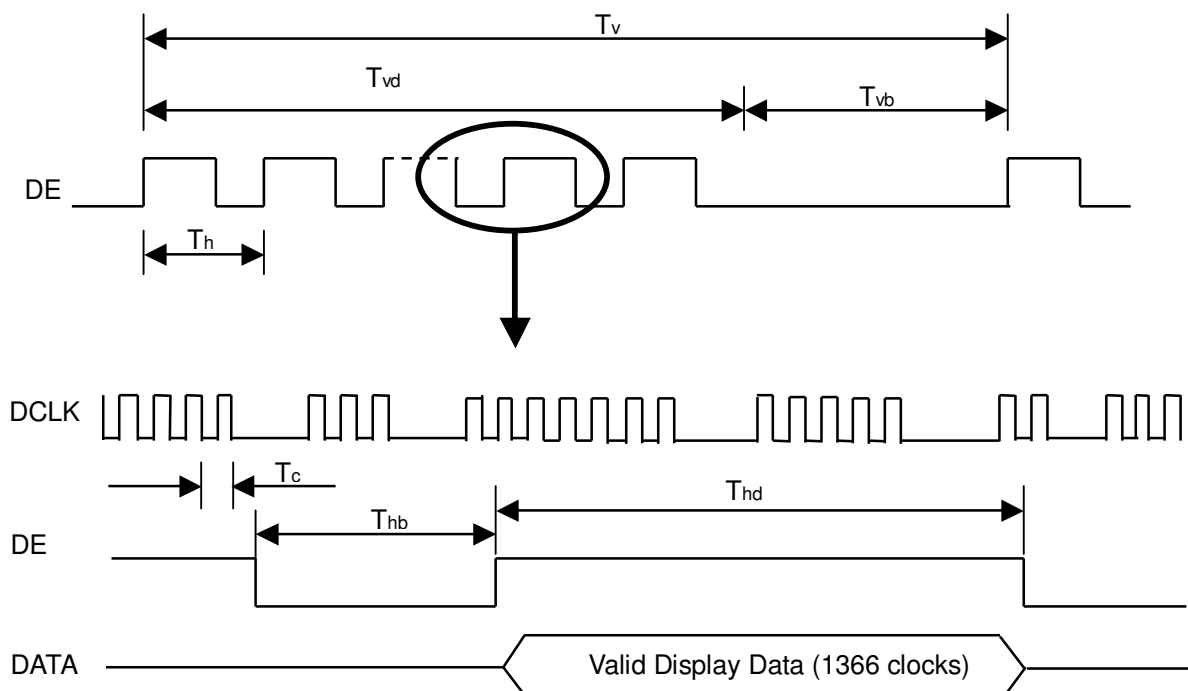 Tv
Tvd
Tvb
DE
Th
DCLK
Tc
Thd
Thb
DE
DATA
Valid Display Data (1366 clocks)